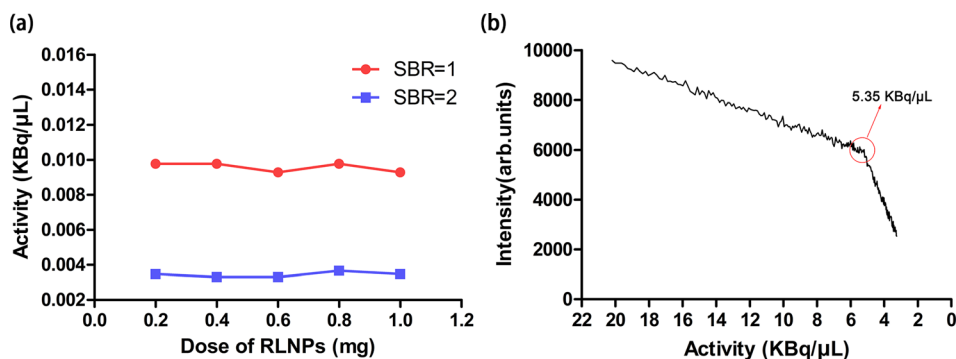 (a)
0.016
0.014
0.012
0.010
0.008
0.006
0.004
0.002
Activity (KBq/μL)
SBR=1
SBR=2
0.0 0.2 0.4 0.6 0.8 1.0 1.2
Dose of RLNPs (mg)
(b)
10000
8000
6000
4000
2000
0
Intensity(arb.units)
5.35 KBq/μL
22 20 18 16 14 12 10 8 6 4 2 0
Activity (KBq/μL)